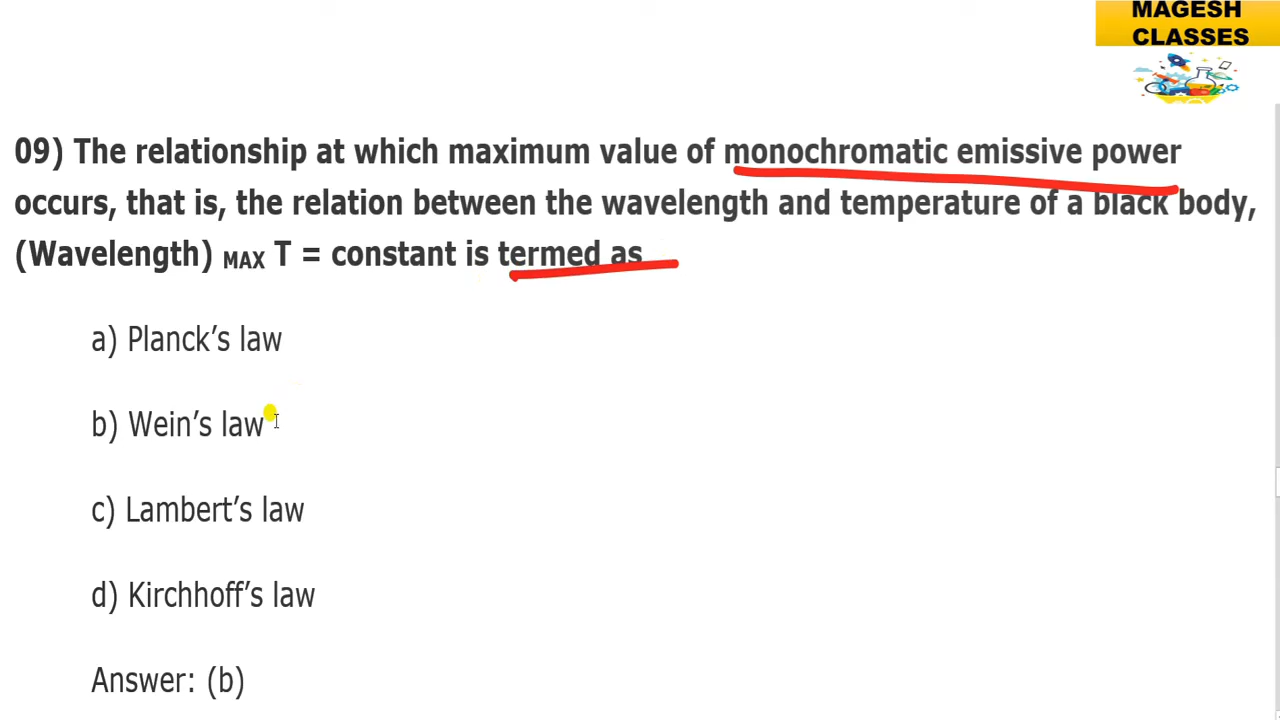 MAGESH
CLASSES
09) The relationship at which maximum value of monochromatic emissive power
occurs, that is, the relation between the wavelength and temperature of a black body,
(Wavelength) MAX T = constant is termed as
a) Planck’s law
b) Wein’s law
c) Lambert’s law
d) Kirchhoff’s law
Answer: (b)